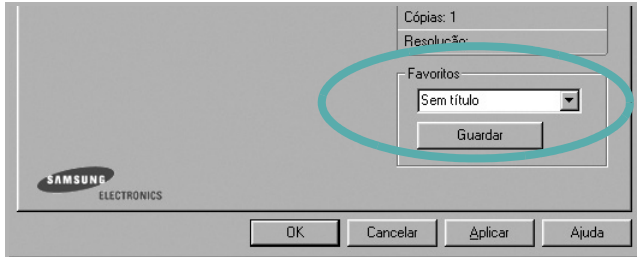 Cópias: 1
Resolução:
Favoritos
Sem título
Guardar
SAMSUNG
ELECTRONICS
OK
Cancelar
Aplicar
Ajuda